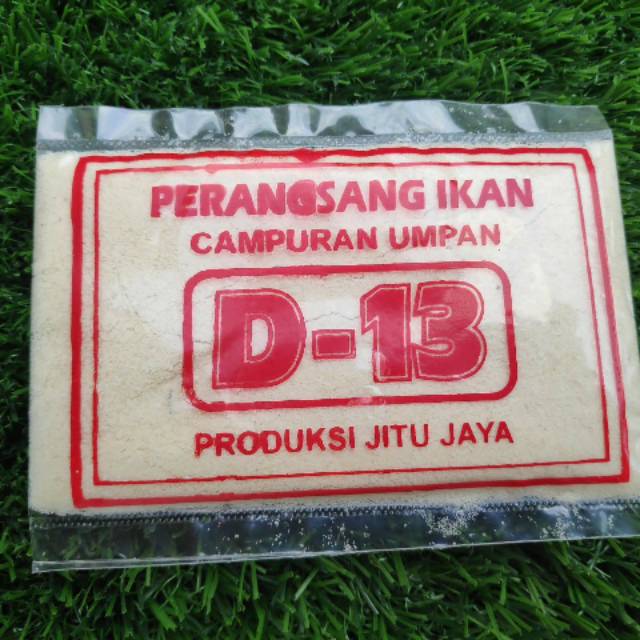 PERANGSANG IKAN
CAMPURAN UMPAN
D-13
PRODUKSI JITU JAYA